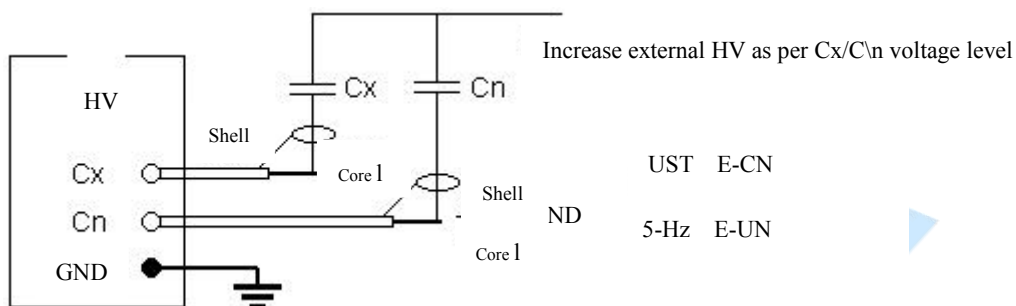 Increase external HV as per Cx/C\n voltage level
Cx
Cn
HV
Shell
Cx
Core l
Shell
UST E-CN
Cn
ND
5-Hz E-UN
Core l
GND